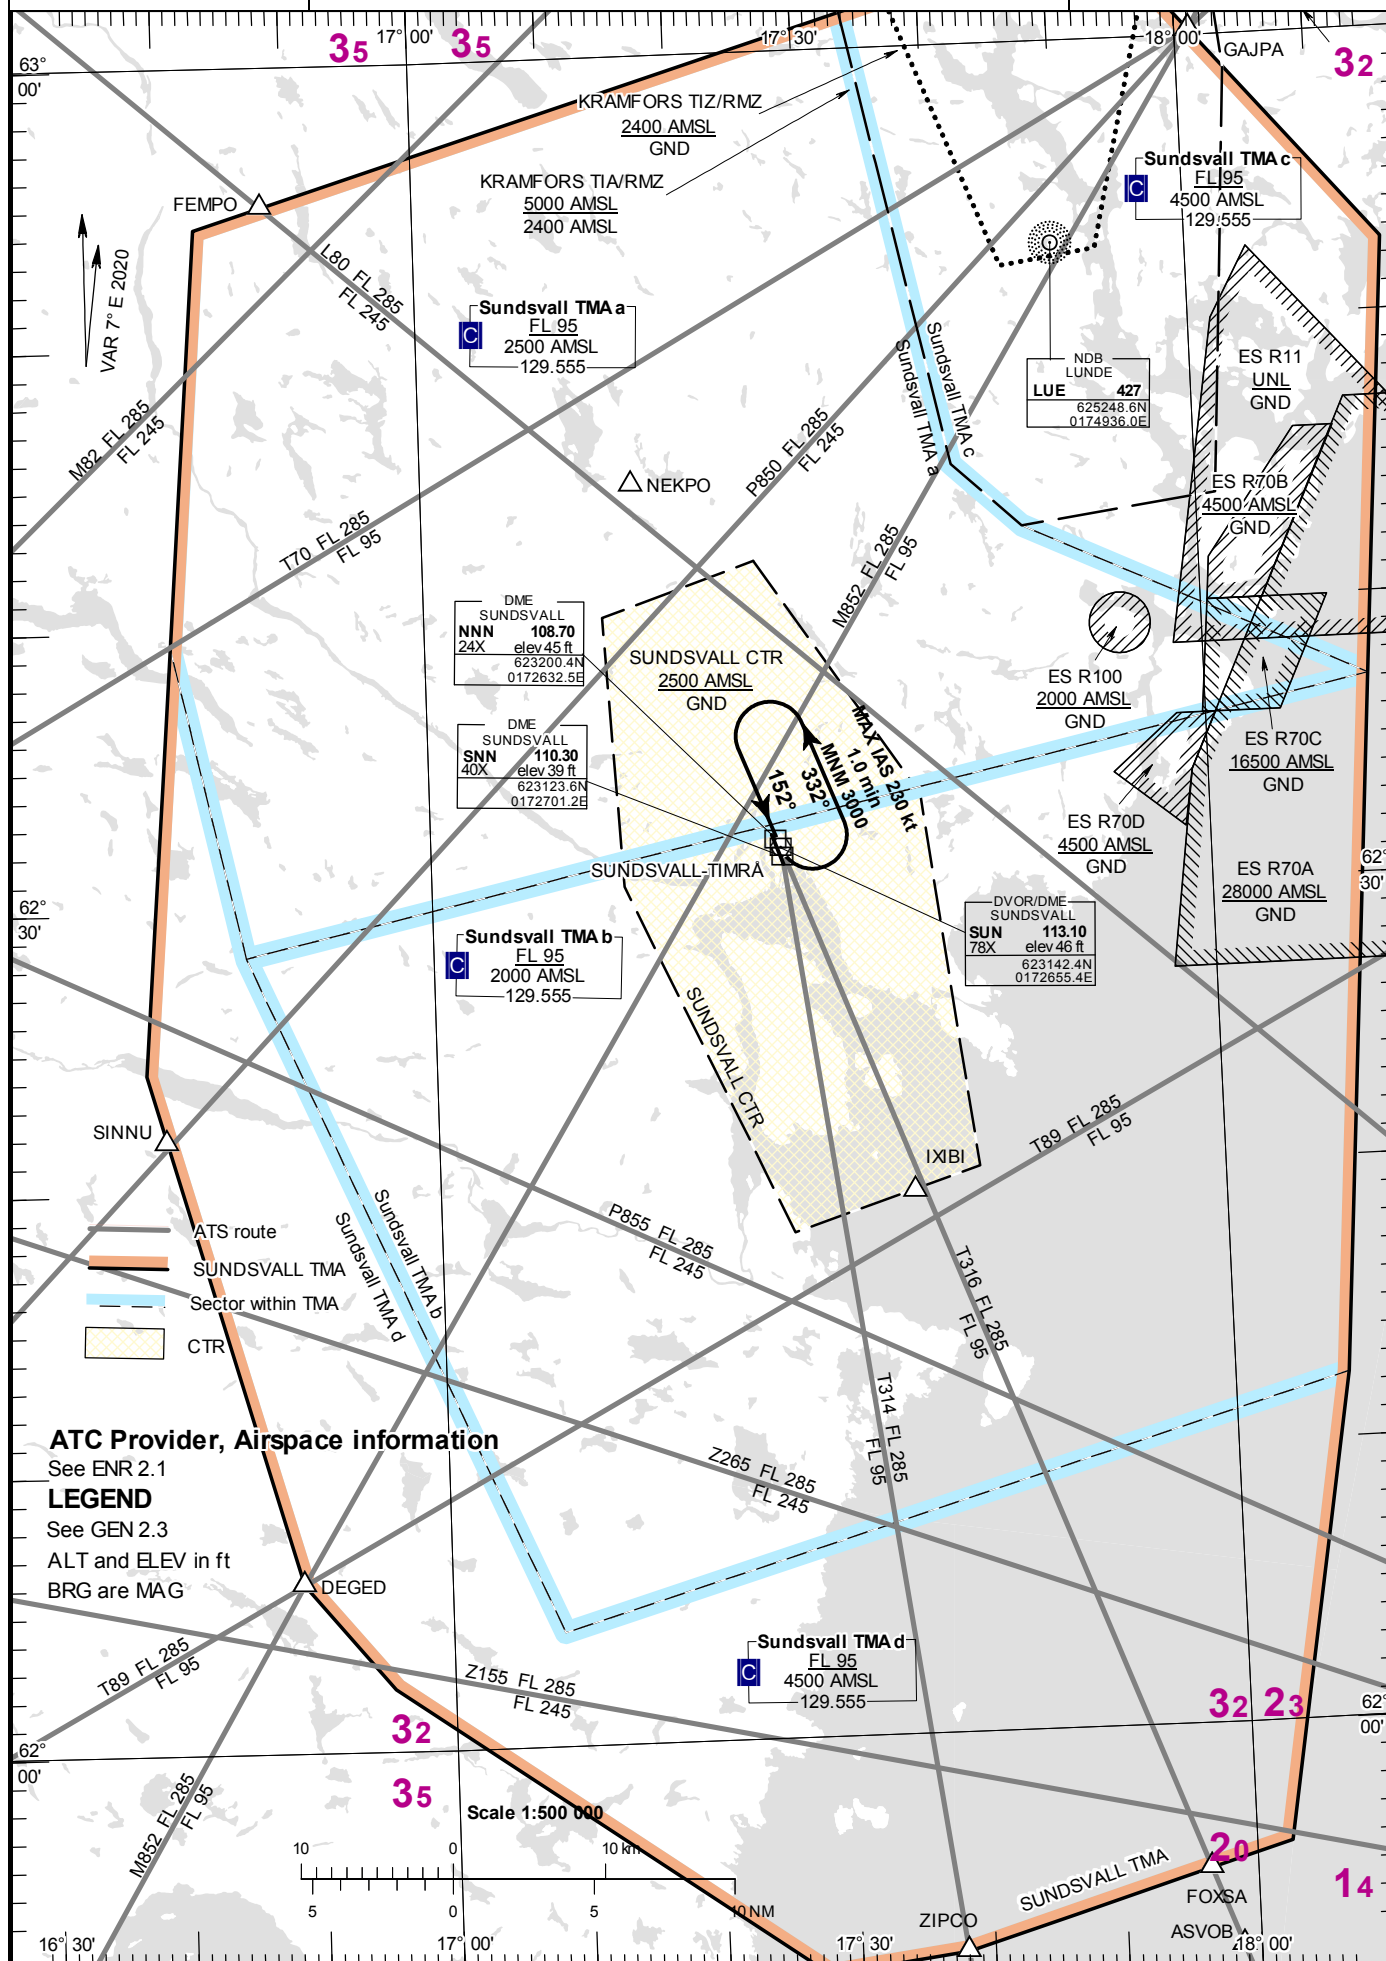 17° 00'
17° 30'
18° 00'
35
35
32
63°
00'
GAJPA
KRAMFORS TIZ/RMZ
2400 AMSL
GND
KRAMFORS TIA/RMZ
5000 AMSL
2400 AMSL
Sundsvall TMA c
C
FL 95
4500 AMSL
129.555
FEMPO
VAR 7° E 2020
L80 FL 285
FL 245
Sundsvall TMA a
C
FL 95
2500 AMSL
129.555
Sundsvall TMA c
Sundsvall TMA a
NDB
LUNDE
LUE 427
625248.6N
0174936.0E
ES R11
UNL
GND
M82 FL 285
FL 245
P850 FL 285
FL 245
NEKPO
ES R70B
4500 AMSL
GND
T70 FL 285
FL 95
M852 FL 285
FL 95
DME
SUNDSVALL
NNN 108.70
24X elev 45 ft
623200.4N
0172632.5E
SUNDSVALL CTR
2500 AMSL
GND
ES R100
2000 AMSL
GND
DME
SUNDSVALL
SNN 110.30
40X elev 39 ft
623123.6N
0172701.2E
MAX IAS 230 kt
1.0 min
MNM 3000
332°
152°
ES R70C
16500 AMSL
GND
ES R70D
4500 AMSL
GND
SUNDSVALL-TIMRÅ
ES R70A
28000 AMSL
GND
62°
30'
62°
30'
DVOR/DME
SUNDSVALL
SUN 113.10
78X elev 46 ft
623142.4N
0172655.4E
Sundsvall TMA b
C
FL 95
2000 AMSL
129.555
SUNDSVALL CTR
SINNU
IXIBI
T89 FL 285
FL 95
Sundsvall TMA b
Sundsvall TMA d
P855 FL 285
FL 245
T316 FL 285
FL 95
ATS route
SUNDSVALL TMA
Sector within TMA
CTR
T314 FL 285
FL 95
ATC Provider, Airspace information
See ENR 2.1
LEGEND
See GEN 2.3
ALT and ELEV in ft
BRG are MAG
Z265 FL 285
FL 245
DEGED
T89 FL 285
FL 95
Z155 FL 285
FL 245
Sundsvall TMA d
C
FL 95
4500 AMSL
129.555
32
32
23
62°
00'
62°
00'
35
M852 FL 285
FL 95
Scale 1:500 000
10 0 10 km
5 0 5 10 NM
20
14
SUNDSVALL TMA
FOXSA
ZIPCO
ASVOB
16° 30'
17° 00'
17° 30'
18° 00'